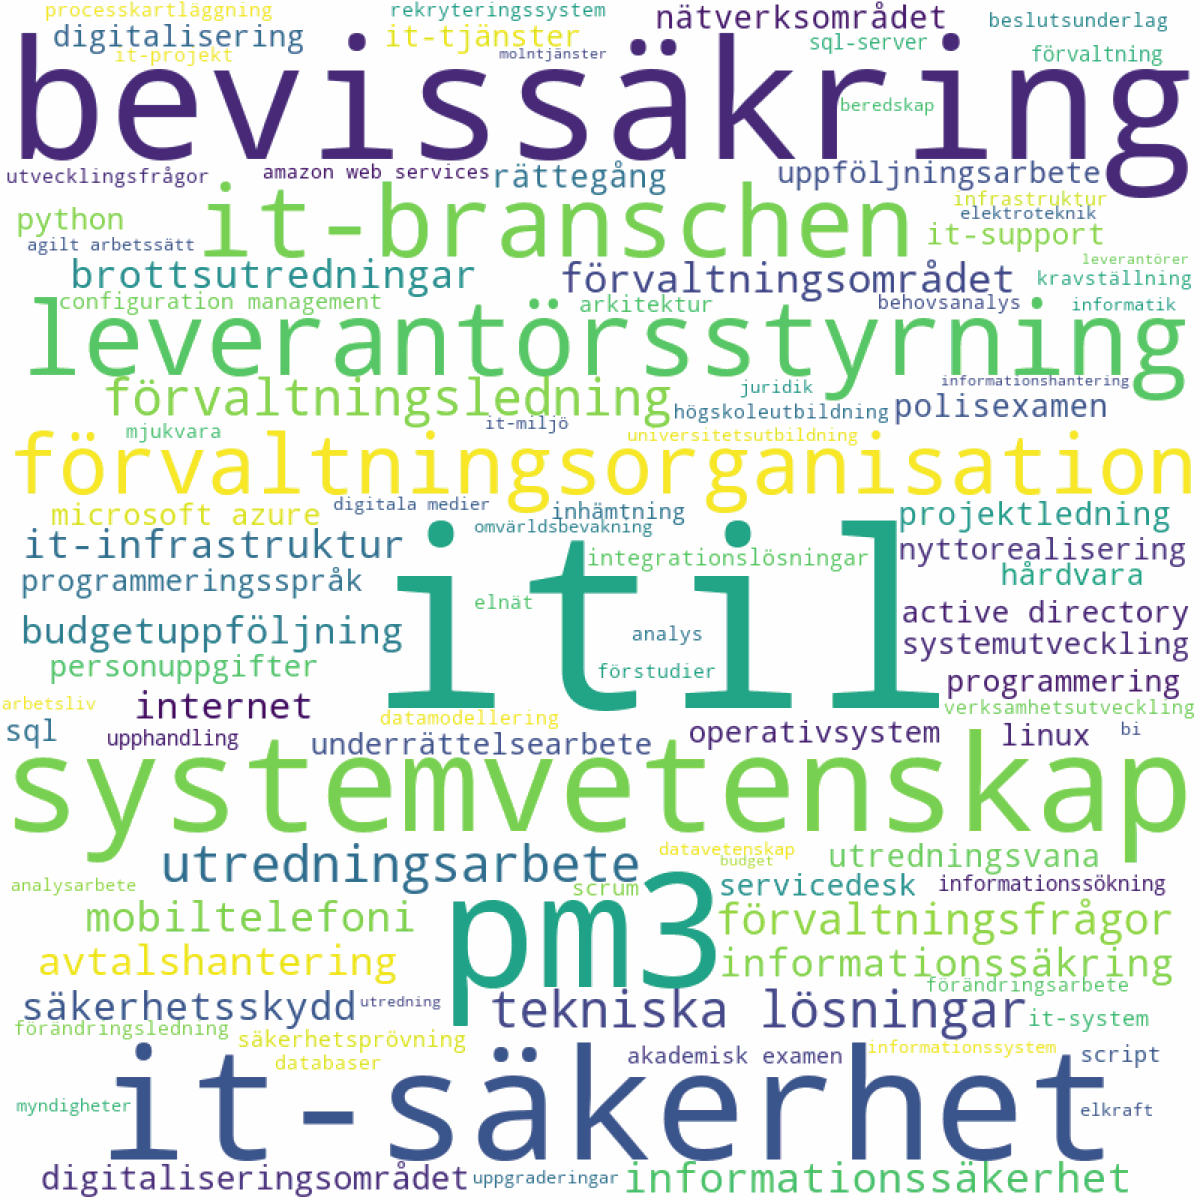 processkartläggning
rekryteringssystem
nätverksområdet
beslutsunderlag
digitalisering
it-tjänster
sql-server
förvaltning
it-projekt
molntjänster
bevissäkring
beredskap
utvecklingsfrågor
amazon web services
rättegång
uppföljningsarbete
python
it-branschen
infrastruktur
elektroteknik
agilt arbetssätt
it-support
leverantörer
brottsutredningar
förvaltningsområdet
kravställning
configuration management
arkitektur
behovsanalys
informatik
leverantörsstyrning
förvaltningsledning
juridik
informationshantering
högskoleutbildning
polisexamen
mjukvara
it-miljö
universitetsutbildning
förvaltningsorganisation
microsoft azure
digitala medier
inhämtning
projektledning
omvärldsbevakning
it-infrastruktur
integrationslösningar
nyttorealisering
programmeringsspråk
hårdvara
itil
elnät
active directory
budgetuppföljning
analys
systemutveckling
personuppgifter
förstudier
programmering
arbetsliv
internet
datamodellering
verksamhetsutveckling
sql
upphandling
underrättelsearbete
operativsystem
linux
bi
systemvetenskap
utredningsarbete
datavetenskap
budget
utredningsvana
analysarbete
scrum
servicedesk
informationssökning
mobiltelefoni
pm3
förvaltningsfrågor
avtalshantering
informationssäkring
förändringsarbete
säkerhetsskydd
utredning
tekniska lösningar
it-system
förändringsledning
säkerhetsprövning
databaser
akademisk examen
informationssystem
script
it-säkerhet
myndigheter
elkraft
digitaliseringsområdet
uppgraderingar
informationssäkerhet